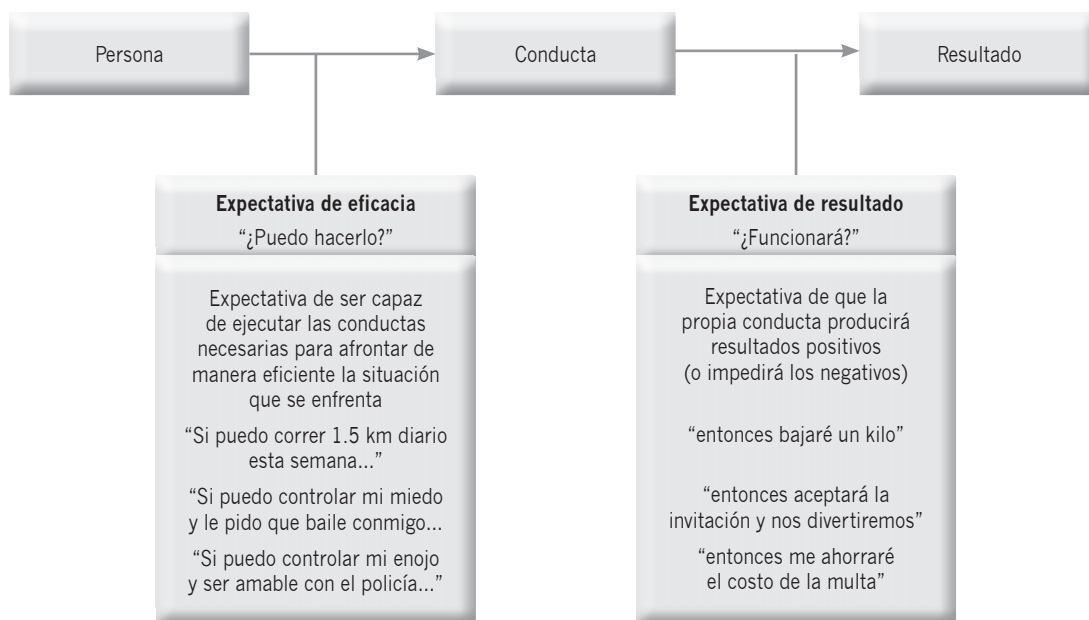 Persona
Conducta
Resultado
Expectativa de eficacia
“¿Puedo hacerlo?”
Expectativa de ser capaz
de ejecutar las conductas
necesarias para afrontar de
manera eficiente la situación
que se enfrenta
“Si puedo correr 1.5 km diario
esta semana...”
“Si puedo controlar mi miedo
y le pido que baile conmigo...
“Si puedo controlar mi enojo
y ser amable con el policía...”
Expectativa de resultado
“¿Funcionará?”
Expectativa de que la
propia conducta producirá
resultados positivos
(o impedirá los negativos)
“entonces bajaré un kilo”
“entonces aceptará la
invitación y nos divertiremos”
“entonces me ahorraré
el costo de la multa”